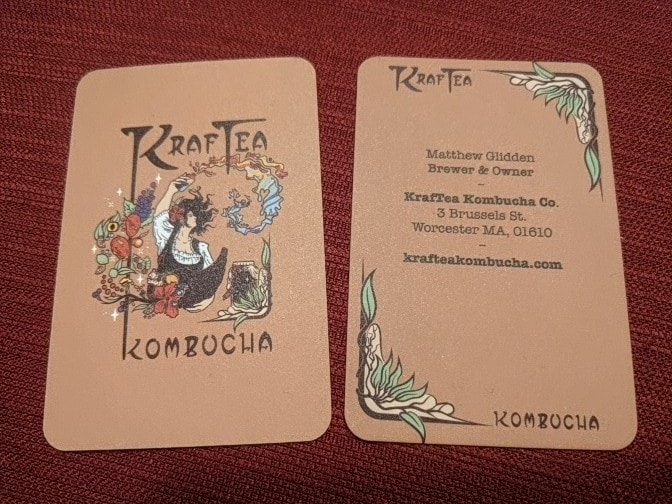 KRAFTEA
KOMBUCHA
KRAFTEA
Matthew Glidden
Brewer & Owner
–
KrafTea Kombucha Co.
3 Brussels St.
Worcester MA, 01610
–
krafteakombucha.com
KOMBUCHA